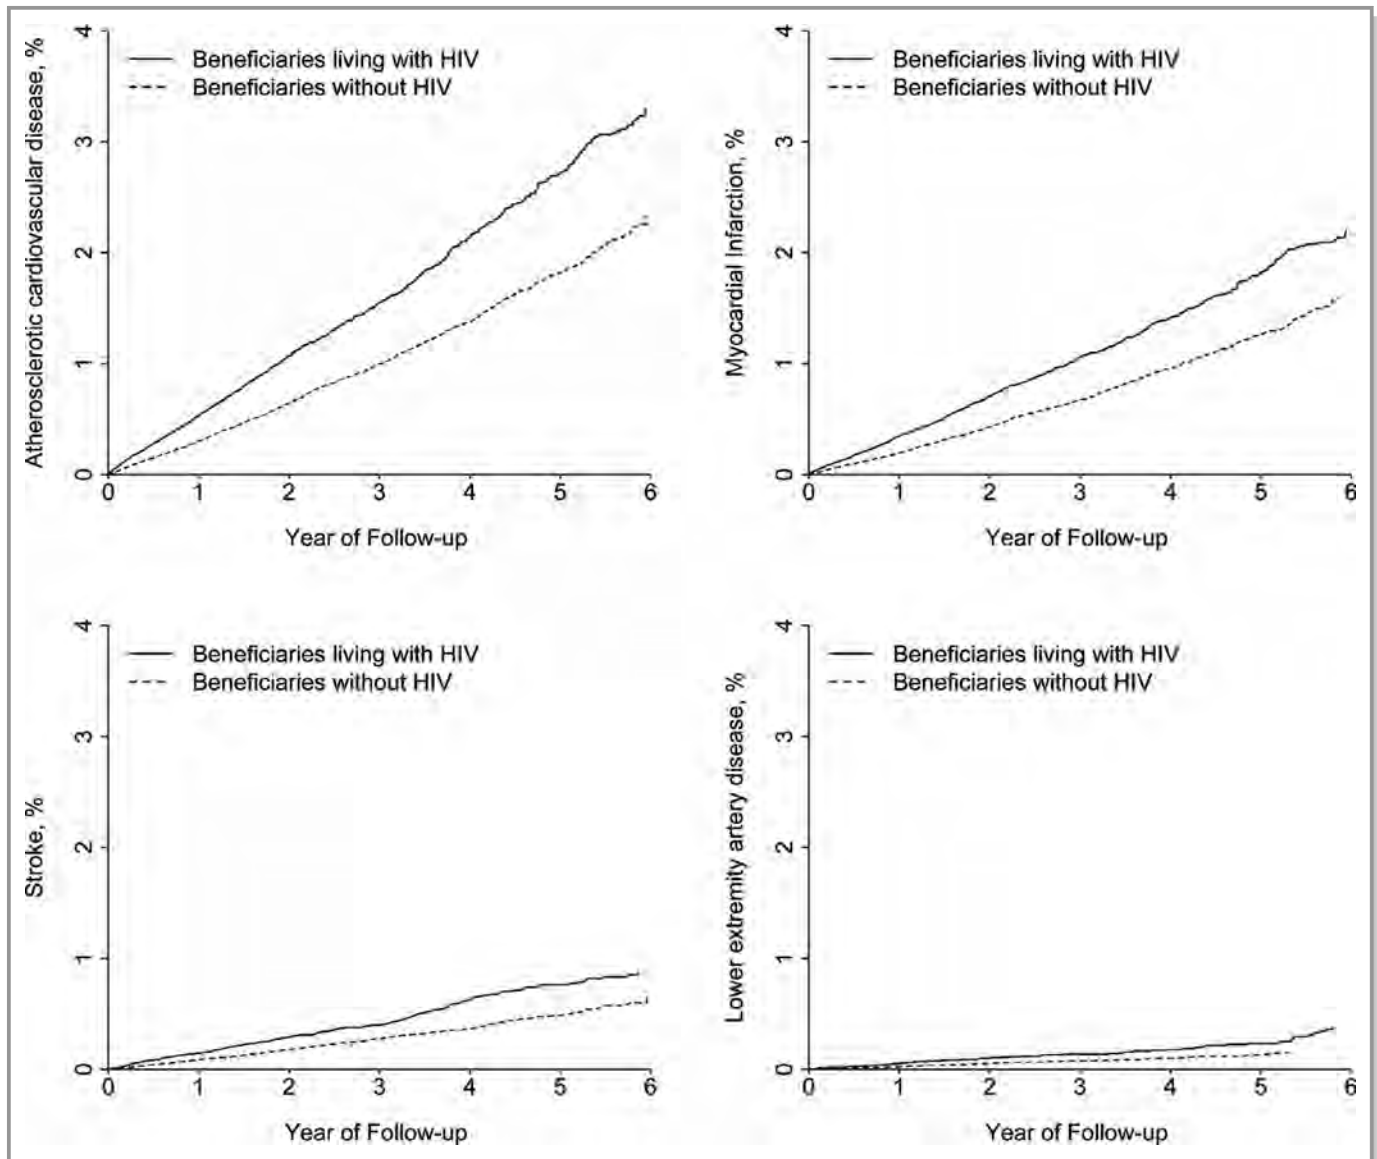 Atherosclerotic cardiovascular disease, %
4
3
2
1
0
Beneficiaries living with HIV
Beneficiaries without HIV
0 1 2 3 4 5 6
Year of Follow-up
Myocardial Infarction, %
4
3
2
1
0
Beneficiaries living with HIV
Beneficiaries without HIV
0 1 2 3 4 5 6
Year of Follow-up
Stroke, %
4
3
2
1
0
Beneficiaries living with HIV
Beneficiaries without HIV
0 1 2 3 4 5 6
Year of Follow-up
Lower extremity artery disease, %
4
3
2
1
0
Beneficiaries living with HIV
Beneficiaries without HIV
0 1 2 3 4 5 6
Year of Follow-up